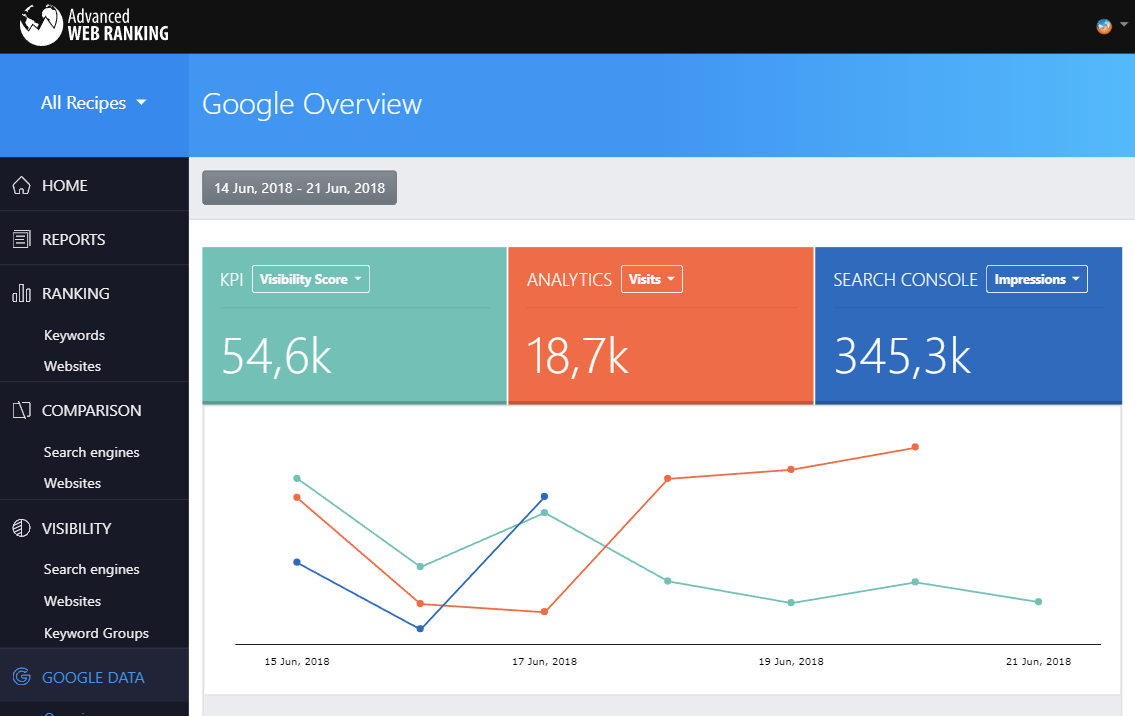 Advanced
WEB RANKING
All Recipes
Google Overview
HOME
REPORTS
RANKING
Keywords
Websites
COMPARISON
Search engines
Websites
VISIBILITY
Search engines
Websites
Keyword Groups
GOOGLE DATA
14 Jun, 2018 - 21 Jun, 2018
KPI Visibility Score
54,6k
ANALYTICS Visits
18,7k
SEARCH CONSOLE Impressions
345,3k
15 Jun, 2018 17 Jun, 2018 19 Jun, 2018 21 Jun, 2018